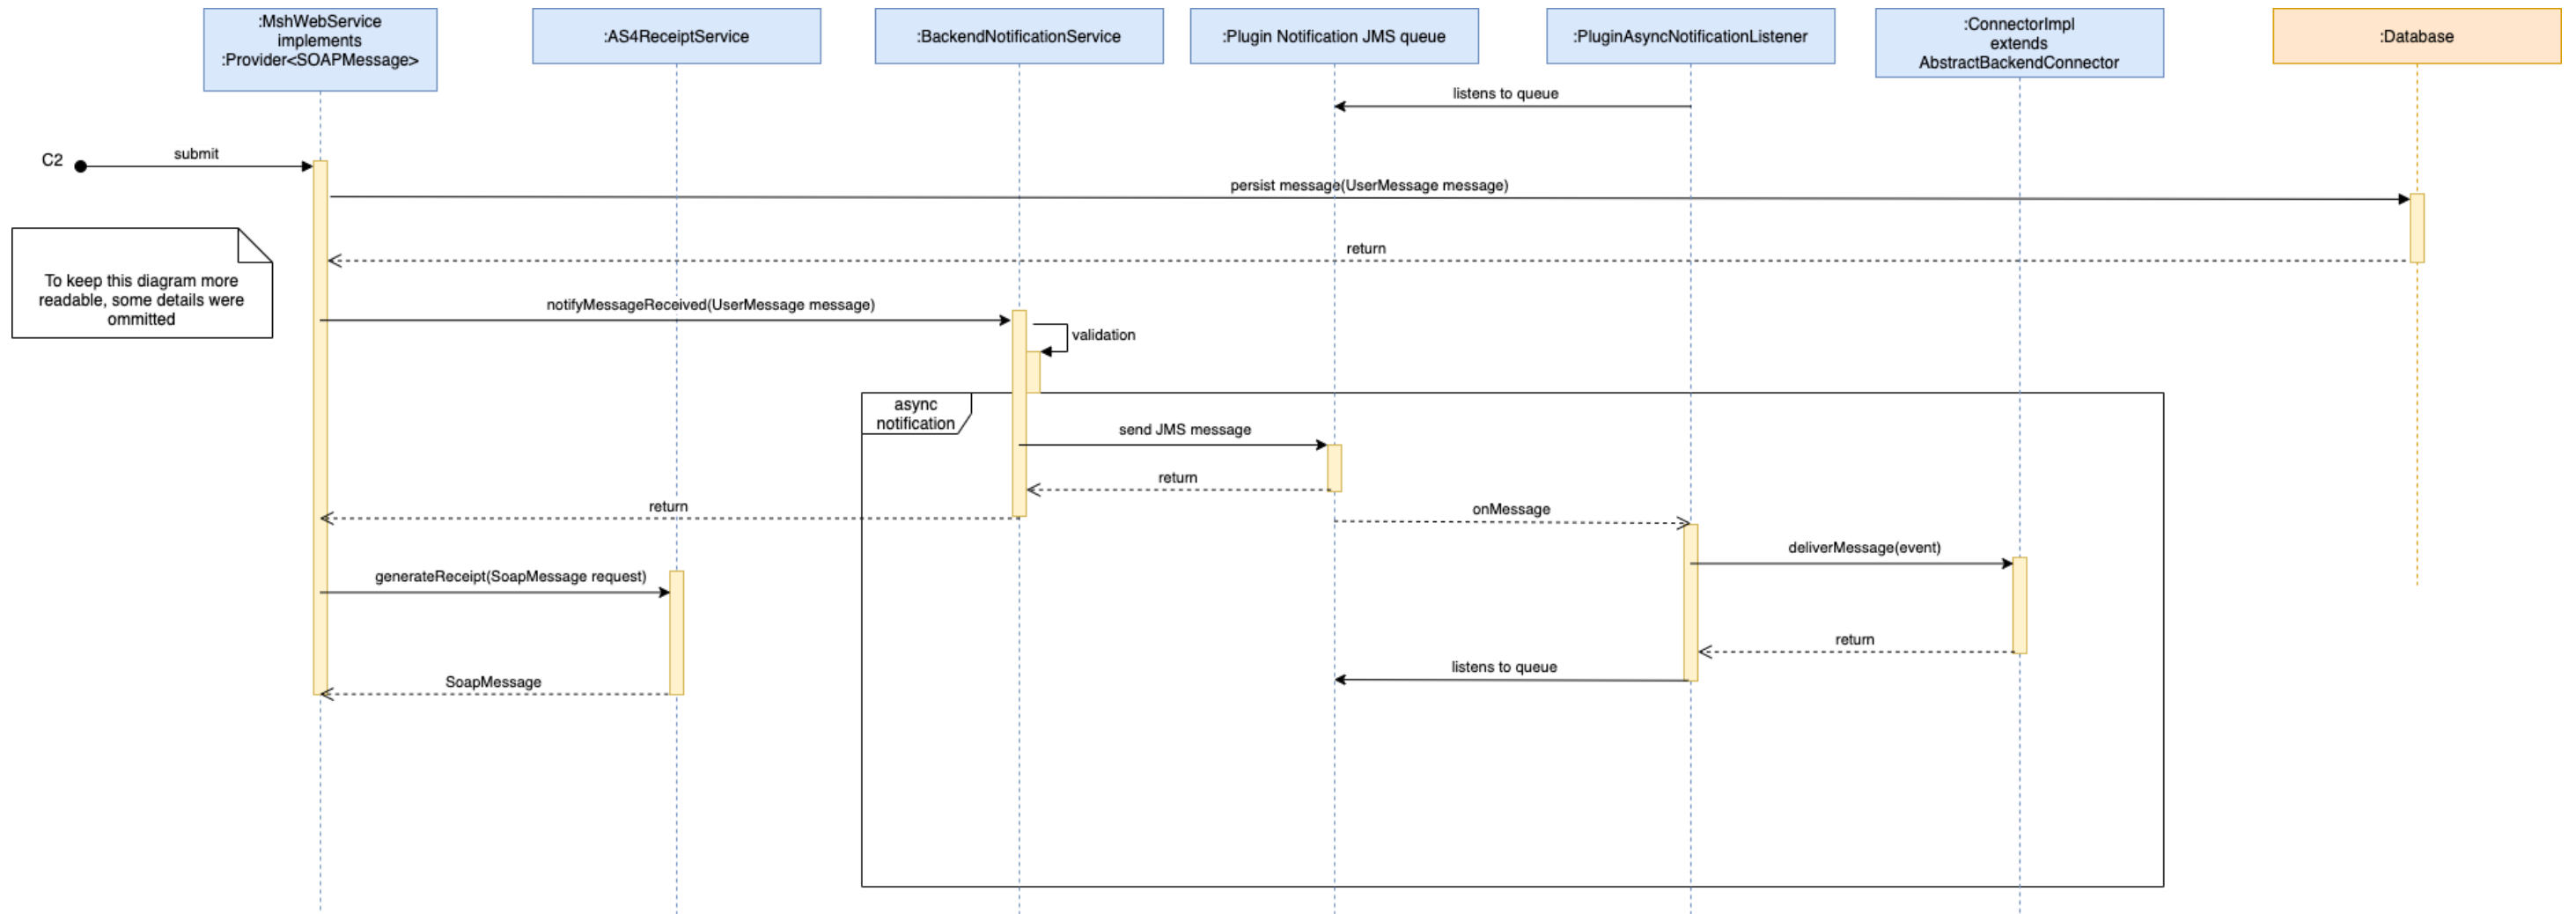 :MshWebService
implements
:Provider<SOAPMessage>
:AS4ReceiptService
:BackendNotificationService
:Plugin Notification JMS queue
:PluginAsyncNotificationListener
:ConnectorImpl
extends
AbstractBackendConnector
:Database
listens to queue
C2
submit
persist message(UserMessage message)
return
To keep this diagram more
readable, some details were
ommitted
notifyMessageReceived(UserMessage message)
validation
async
notification
send JMS message
return
return
onMessage
deliverMessage(event)
generateReceipt(SoapMessage request)
return
listens to queue
SoapMessage